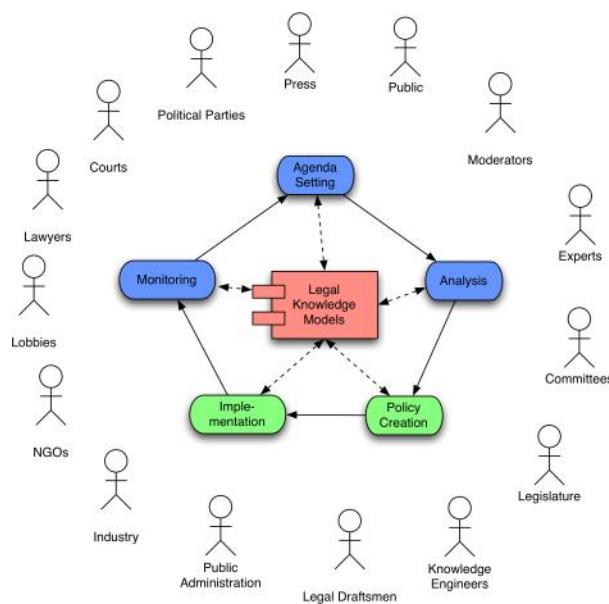 Press
Public
Political Parties
Moderators
Courts
Agenda
Setting
Lawyers
Experts
Monitoring
Legal
Knowledge
Models
Analysis
Lobbies
Committees
Imple-
mentation
Policy
Creation
NGOs
Legislature
Industry
Public
Administration
Legal Draftsmen
Knowledge
Engineers